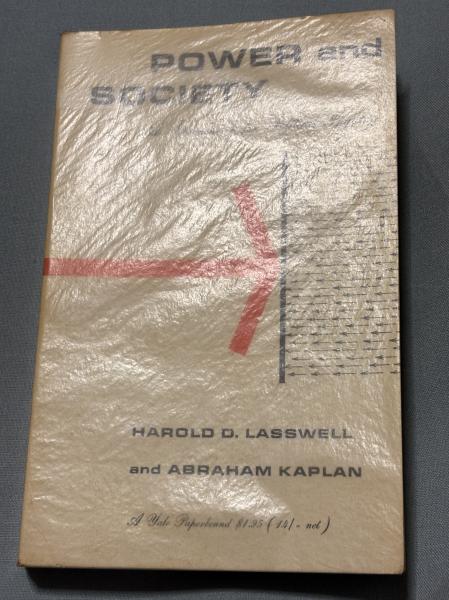 POWER and
SOCIETY
HAROLD D. LASSWELL
and ABRAHAM KAPLAN
A Yale Paperbound $1.95 (14/- net)